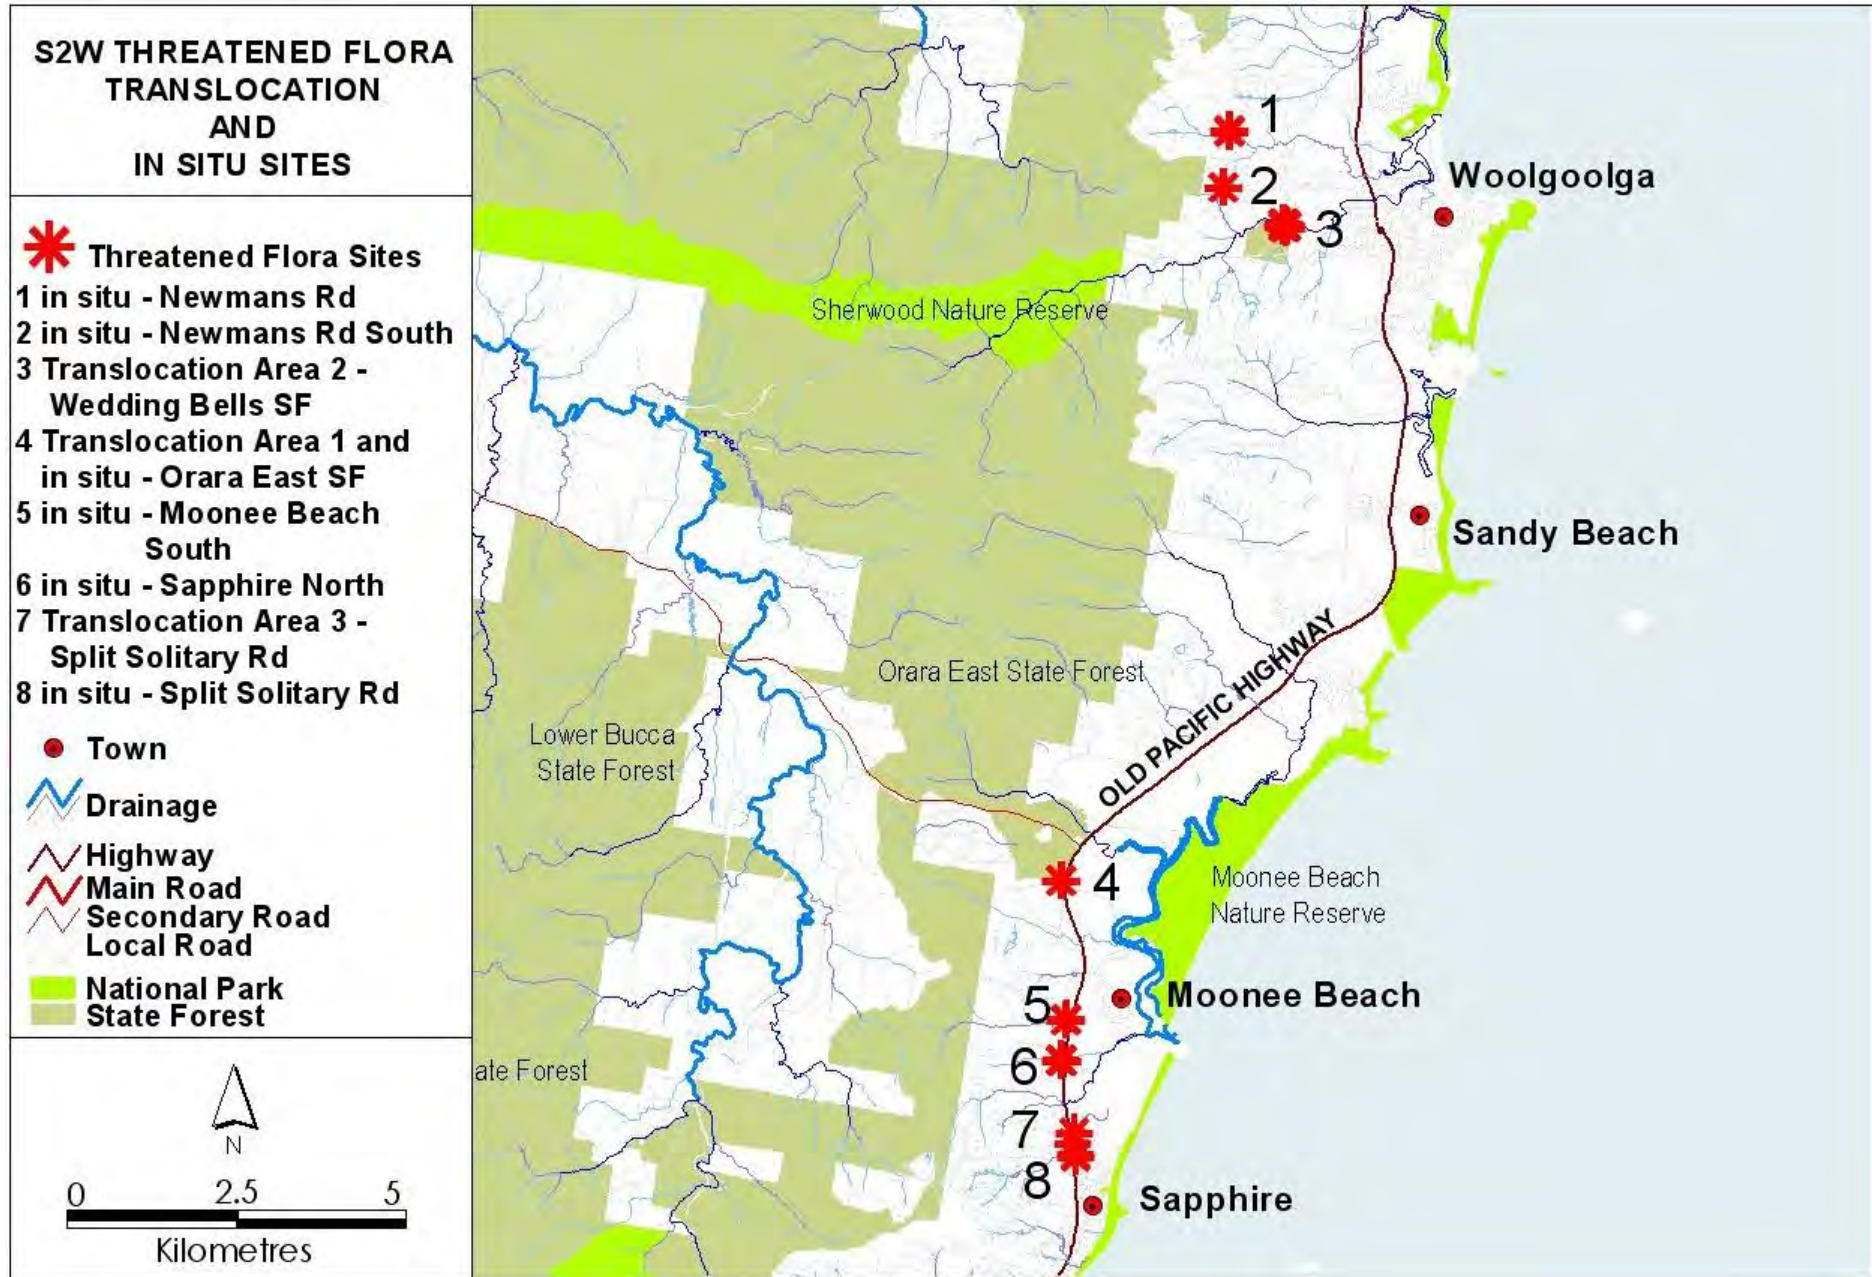 S2W THREATENED FLORA
TRANSLOCATION
AND
IN SITU SITES
Threatened Flora Sites
1 in situ - Newmans Rd
2 in situ - Newmans Rd South
3 Translocation Area 2 -
Wedding Bells SF
4 Translocation Area 1 and
in situ - Orara East SF
5 in situ - Moonee Beach
South
6 in situ - Sapphire North
7 Translocation Area 3 -
Split Solitary Rd
8 in situ - Split Solitary Rd
Town
Drainage
Highway
Main Road
Secondary Road
Local Road
National Park
State Forest
N
0 2.5 5
Kilometres
1
2
3
Woolgoolga
Sherwood Nature Reserve
Sandy Beach
OLD PACIFIC HIGHWAY
Orara East State Forest
Lower Bucca
State Forest
4
Moonee Beach
Nature Reserve
5
Moonee Beach
6
ate Forest
7
8
Sapphire